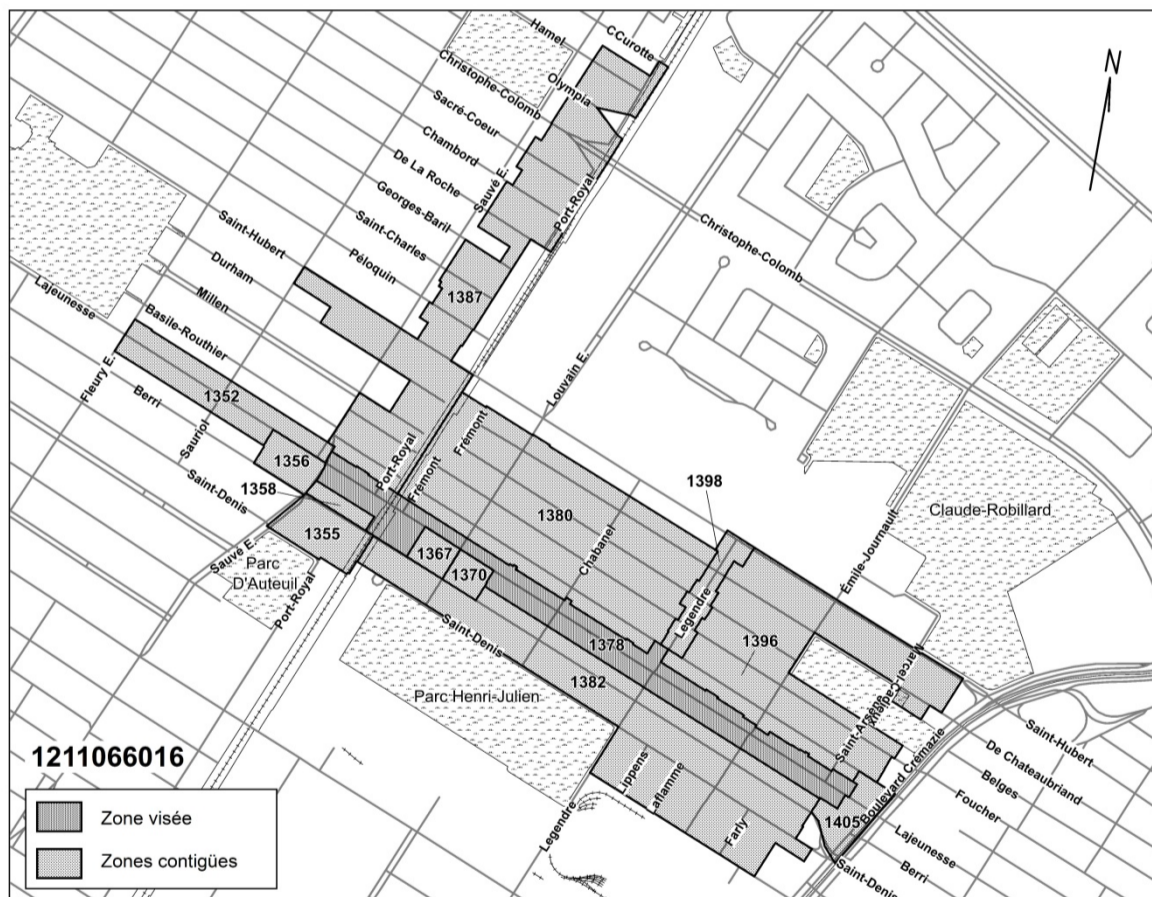 Hamel
CCurotte
Christophe-Colomb
Olympia
Sacré-Coeur
Chambord
De La Roche
Sauvé E.
Port-Royal
Georges-Baril
Saint-Charles
Péloquin
Saint-Hubert
Durham
Millen
Lajeunesse
Basile-Routhier
Fleury E.
Berri
Sauriol
Saint-Denis
N
Christophe-Colomb
1387
Louvain E.
1352
1356
1358
1355
Port-Royal
Frémont
Frémont
Sauvé E.
Parc
D'Auteuil
Port-Royal
1367
1370
1380
Chabanel
1398
Legendre
Émile-Journault
Claude-Robillard
Saint-Denis
1378
1382
1396
Parc Henri-Julien
Marcel-Cadieux
Saint-Arsène
Boulevard Crémazie
Saint-Hubert
De Chateaubriand
Belges
Foucher
Lajeunesse
Berri
Saint-Denis
1405
Lippens
Laflamme
Farly
Legendre
1211066016
Zone visée
Zones contigües